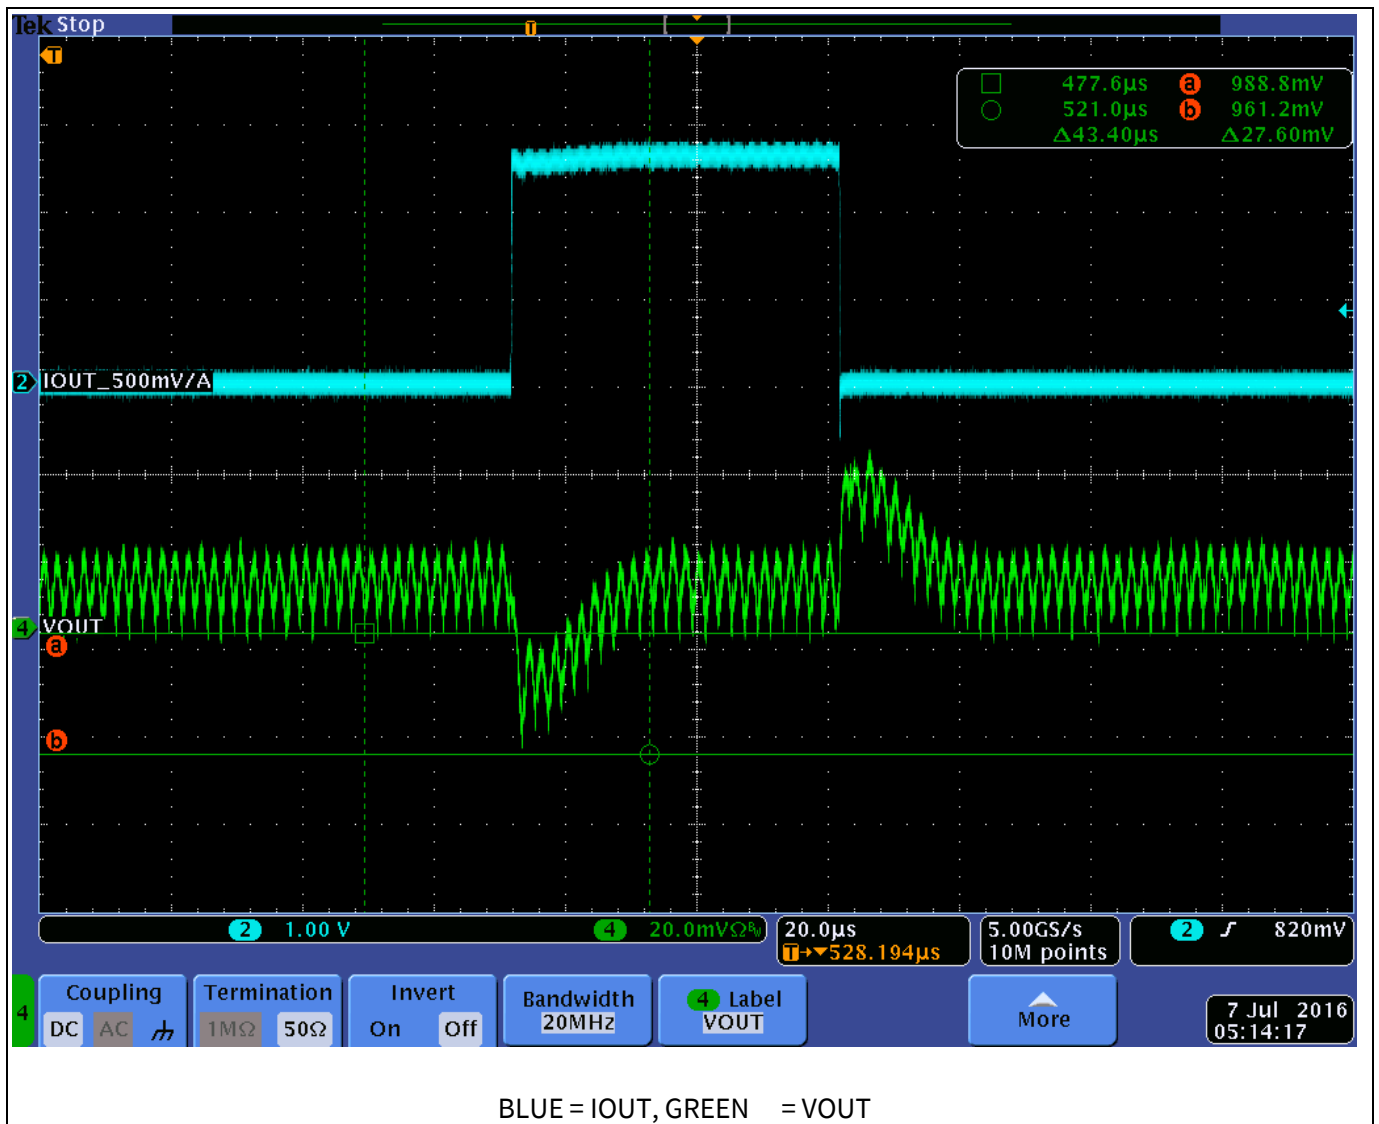 Tek Stop
T
T
477.6µs a 988.8mV
521.0µs b 961.2mV
Δ43.40µs Δ27.60mV
2 IOUT_500mV/A
4 VOUT
a
b
2 1.00 V
4 20.0mVΩBW
20.0µs
T→▼528.194µs
5.00GS/s
10M points
2 820mV
4
Coupling
DC AC
Termination
1MΩ 50Ω
Invert
On Off
Bandwidth
20MHz
4 Label
VOUT
More
7 Jul 2016
05:14:17
BLUE = IOUT, GREEN = VOUT